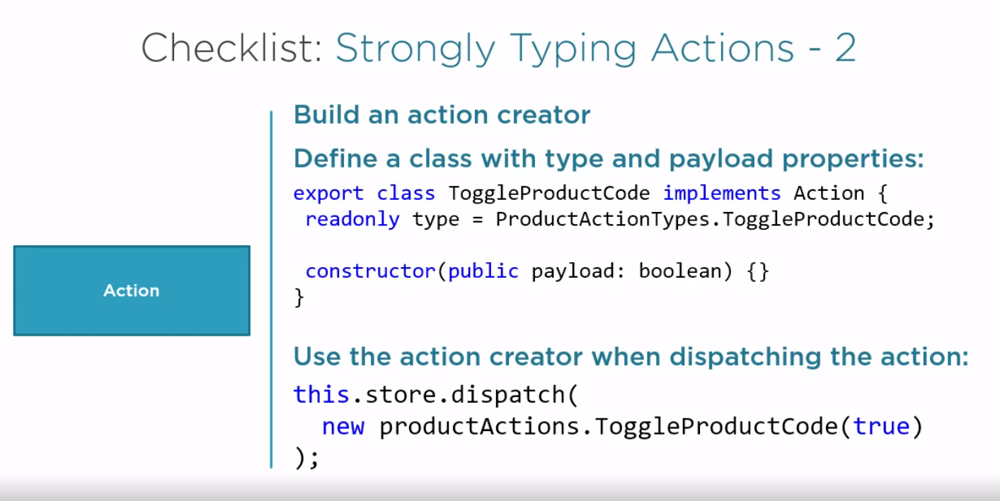 Checklist: Strongly Typing Actions - 2
Build an action creator
Define a class with type and payload properties:
export class ToggleProductCode implements Action {
readonly type = ProductActionTypes.ToggleProductCode;
constructor(public payload: boolean) {}
}
Action
Use the action creator when dispatching the action:
this.store.dispatch(
new productActions.ToggleProductCode(true)
);